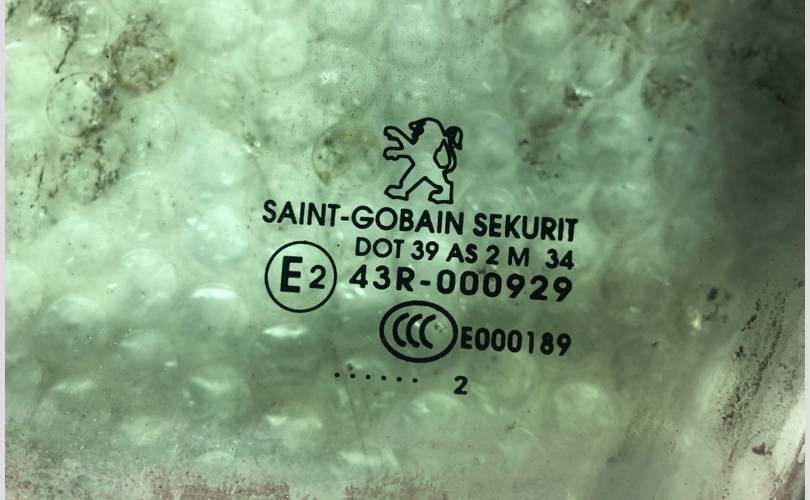 SAINT-GOBAIN SEKURIT
DOT 39 AS 2 M 34
E2 43R-000929
CCC E000189
...... 2